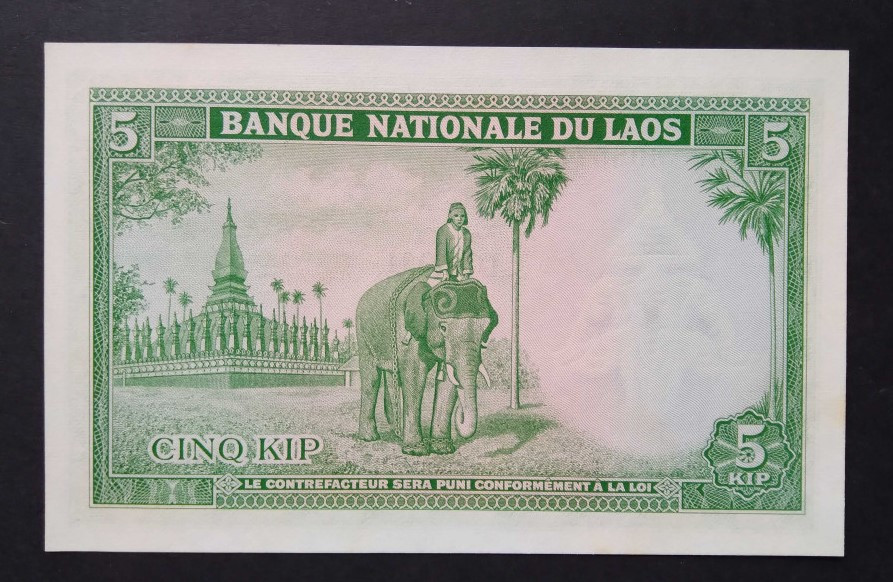 5 BANQUE NATIONALE DU LAOS 5
CINQ KIP
5
KIP
LE CONTREFACTEUR SERA PUNI CONFORMÉMENT À LA LOI